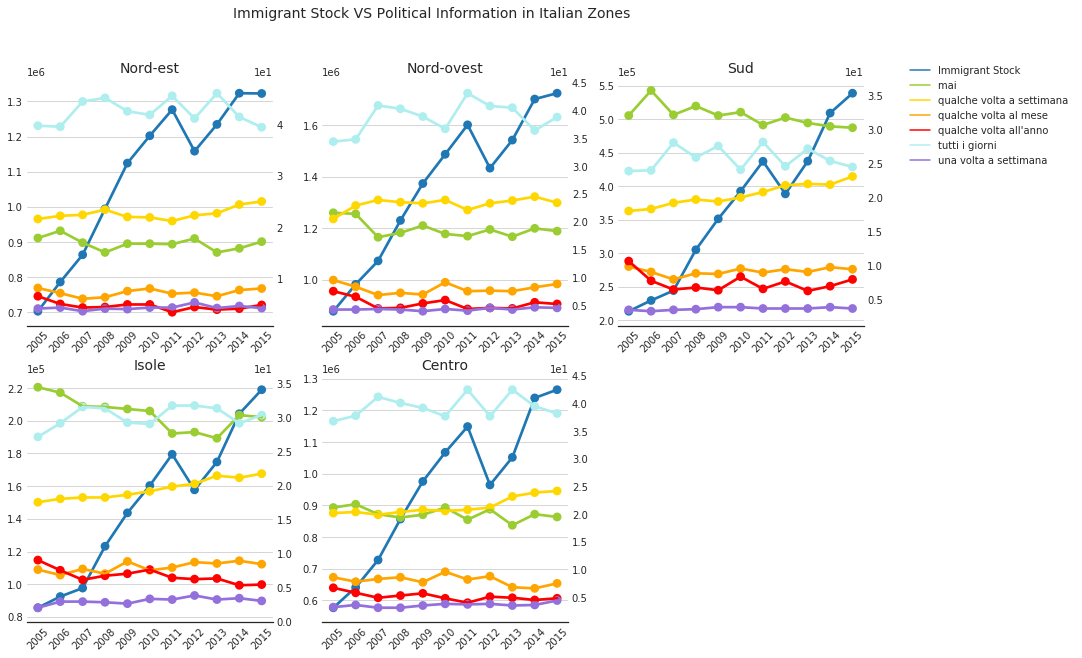 Immigrant Stock VS Political Information in Italian Zones
Nord-est
1e6
1e1
1.3
1.2
1.1
1.0
0.9
0.8
0.7
4
3
2
1
2005 2006 2007 2008 2009 2010 2011 2012 2013 2014 2015
Nord-ovest
1e6
1e1
1.6
1.4
1.2
1.0
4.5
4.0
3.5
3.0
2.5
2.0
1.5
1.0
0.5
2005 2006 2007 2008 2009 2010 2011 2012 2013 2014 2015
Sud
1e5
1e1
5.5
5.0
4.5
4.0
3.5
3.0
2.5
2.0
3.5
3.0
2.5
2.0
1.5
1.0
0.5
2005 2006 2007 2008 2009 2010 2011 2012 2013 2014 2015
Immigrant Stock
mai
qualche volta a settimana
qualche volta al mese
qualche volta all'anno
tutti i giorni
una volta a settimana
Isole
1e5
1e1
2.2
2.0
1.8
1.6
1.4
1.2
1.0
0.8
3.5
3.0
2.5
2.0
1.5
1.0
0.5
0.0
2005 2006 2007 2008 2009 2010 2011 2012 2013 2014 2015
Centro
1e6
1e1
1.3
1.2
1.1
1.0
0.9
0.8
0.7
0.6
4.5
4.0
3.5
3.0
2.5
2.0
1.5
1.0
0.5
2005 2006 2007 2008 2009 2010 2011 2012 2013 2014 2015